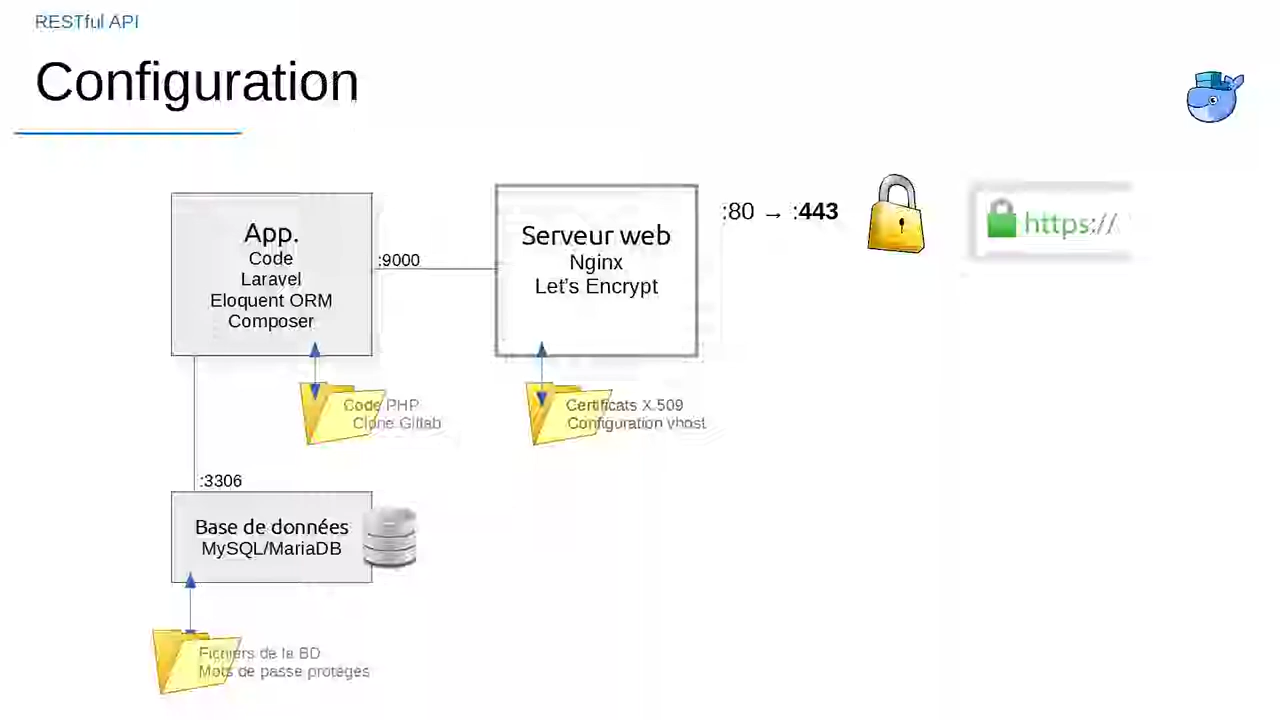 RESTful API
Configuration
App.
Code
Laravel
Eloquent ORM
Composer
:9000
Serveur web
Nginx
Let's Encrypt
:80 → :443
https://
Code PHP
Clone Gitlab
Certificats X.509
Configuration vhost
:3306
Base de données
MySQL/MariaDB
Fichiers de la BD
Mots de passe protégés